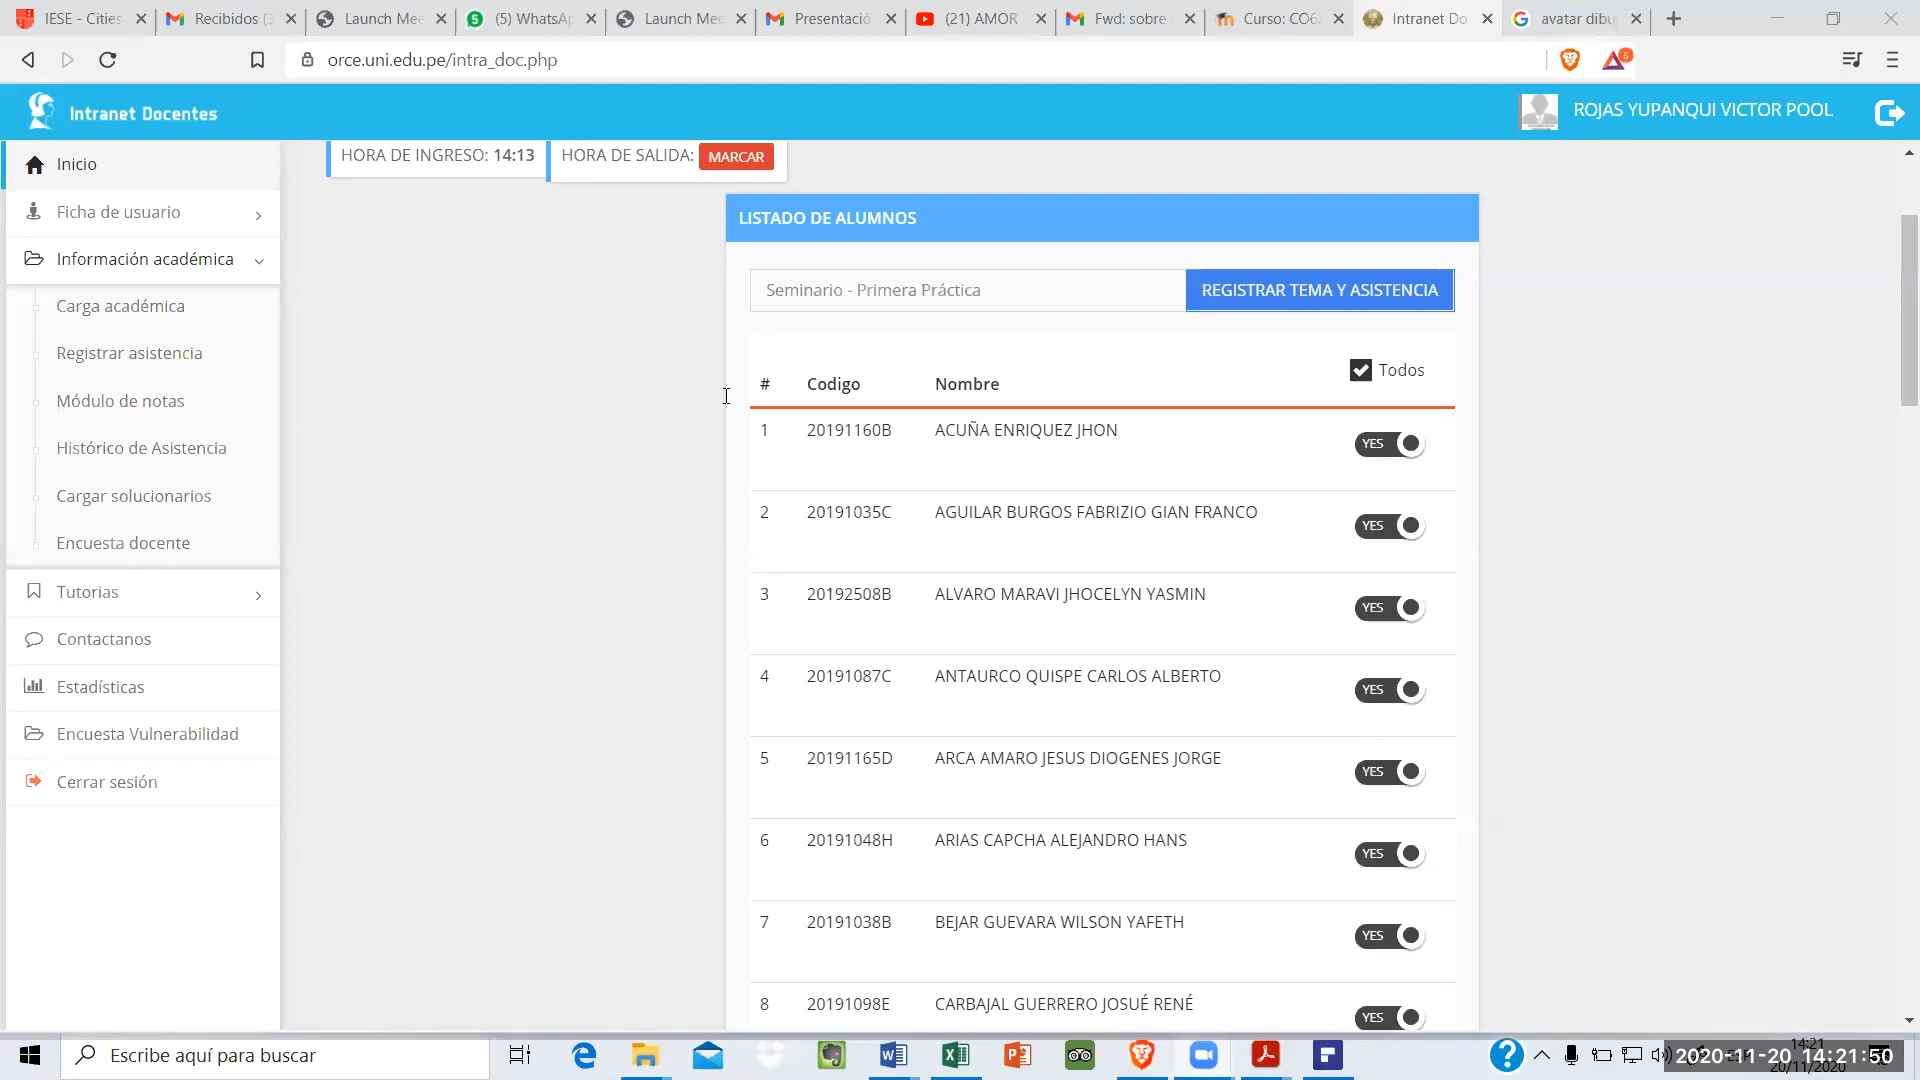 IESE - Cities
Recibidos (3
Launch Mee
(5) WhatsAp
Launch Mee
Presentació
(21) AMOR
Fwd: sobre
Curso: CO6
Intranet Do
avatar dibu
orce.uni.edu.pe/intra_doc.php
6
Intranet Docentes
ROJAS YUPANQUI VICTOR POOL
Inicio
Ficha de usuario
Información académica
Carga académica
Registrar asistencia
Módulo de notas
Histórico de Asistencia
Cargar solucionarios
Encuesta docente
Tutorias
Contactanos
Estadísticas
Encuesta Vulnerabilidad
Cerrar sesión
HORA DE INGRESO: 14:13
HORA DE SALIDA: MARCAR
LISTADO DE ALUMNOS
Seminario - Primera Práctica
REGISTRAR TEMA Y ASISTENCIA
# Codigo Nombre Todos
1 20191160B ACUÑA ENRIQUEZ JHON YES
2 20191035C AGUILAR BURGOS FABRIZIO GIAN FRANCO YES
3 20192508B ALVARO MARAVI JHOCELYN YASMIN YES
4 20191087C ANTAURCO QUISPE CARLOS ALBERTO YES
5 20191165D ARCA AMARO JESUS DIOGENES JORGE YES
6 20191048H ARIAS CAPCHA ALEJANDRO HANS YES
7 20191038B BEJAR GUEVARA WILSON YAFETH YES
8 20191098E CARBAJAL GUERRERO JOSUÉ RENÉ YES
Escribe aquí para buscar
14:21
20/11/2020
2020-11-20 14:21:50